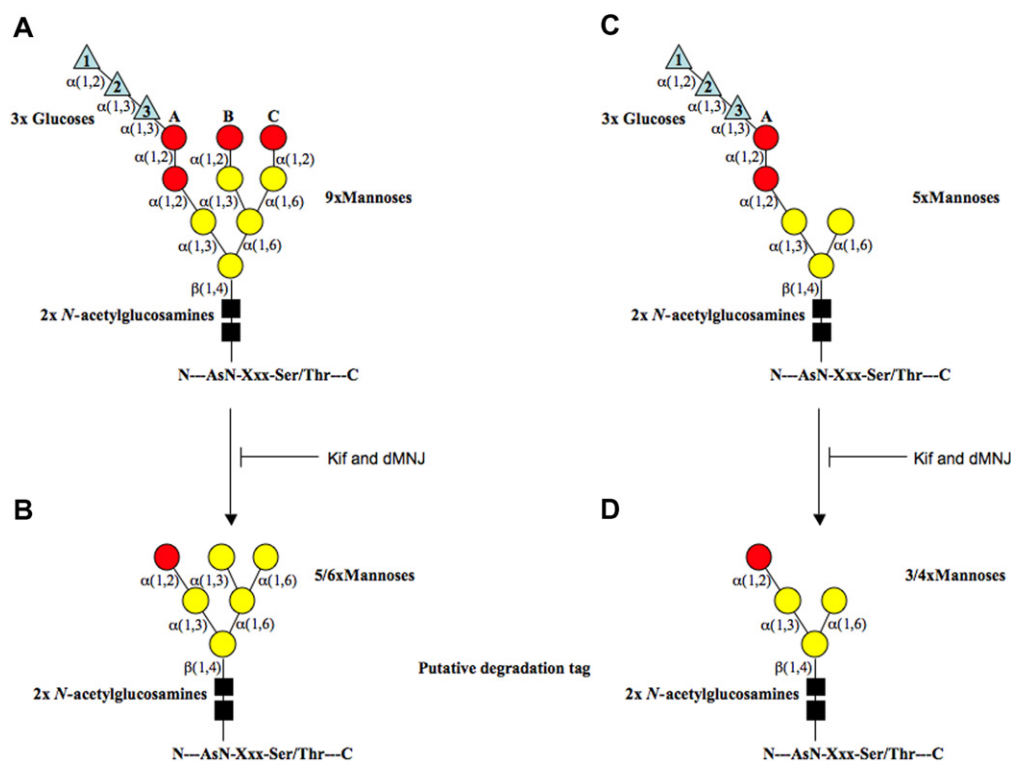 A
1
α(1,2)
2
α(1,3)
3
3x Glucoses
α(1,3)
A
B
C
α(1,2)
α(1,2)
α(1,2)
α(1,2)
α(1,3)
α(1,6)
9xMannoses
α(1,3)
α(1,6)
β(1,4)
2x N-acetylglucosamines
N---AsN-Xxx-Ser/Thr---C
Kif and dMNJ
B
5/6xMannoses
α(1,2)
α(1,3)
α(1,6)
α(1,3)
α(1,6)
β(1,4)
2x N-acetylglucosamines
N---AsN-Xxx-Ser/Thr---C
Putative degradation tag
C
1
α(1,2)
2
α(1,3)
3
3x Glucoses
α(1,3)
A
α(1,2)
α(1,2)
5xMannoses
α(1,3)
α(1,6)
β(1,4)
2x N-acetylglucosamines
N---AsN-Xxx-Ser/Thr---C
Kif and dMNJ
D
α(1,2)
3/4xMannoses
α(1,3)
α(1,6)
β(1,4)
2x N-acetylglucosamines
N---AsN-Xxx-Ser/Thr---C